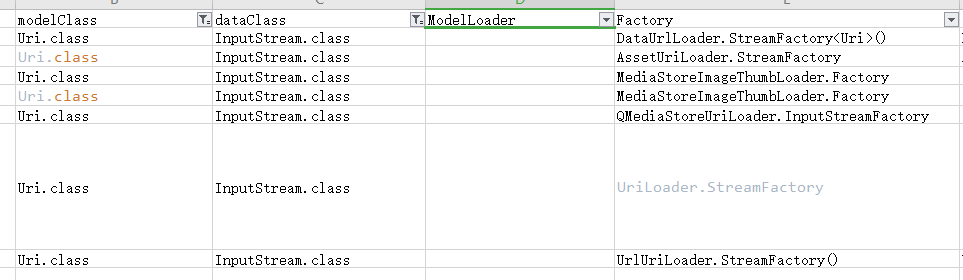 modelClass dataClass ModelLoader Factory
Uri.class InputStream.class DataUrlLoader.StreamFactory<Uri>()
Uri.class InputStream.class AssetUriLoader.StreamFactory
Uri.class InputStream.class MediaStoreImageThumbLoader.Factory
Uri.class InputStream.class MediaStoreImageThumbLoader.Factory
Uri.class InputStream.class QMediaStoreUriLoader.InputStreamFactory
Uri.class InputStream.class UriLoader.StreamFactory
Uri.class InputStream.class UrlUriLoader.StreamFactory()